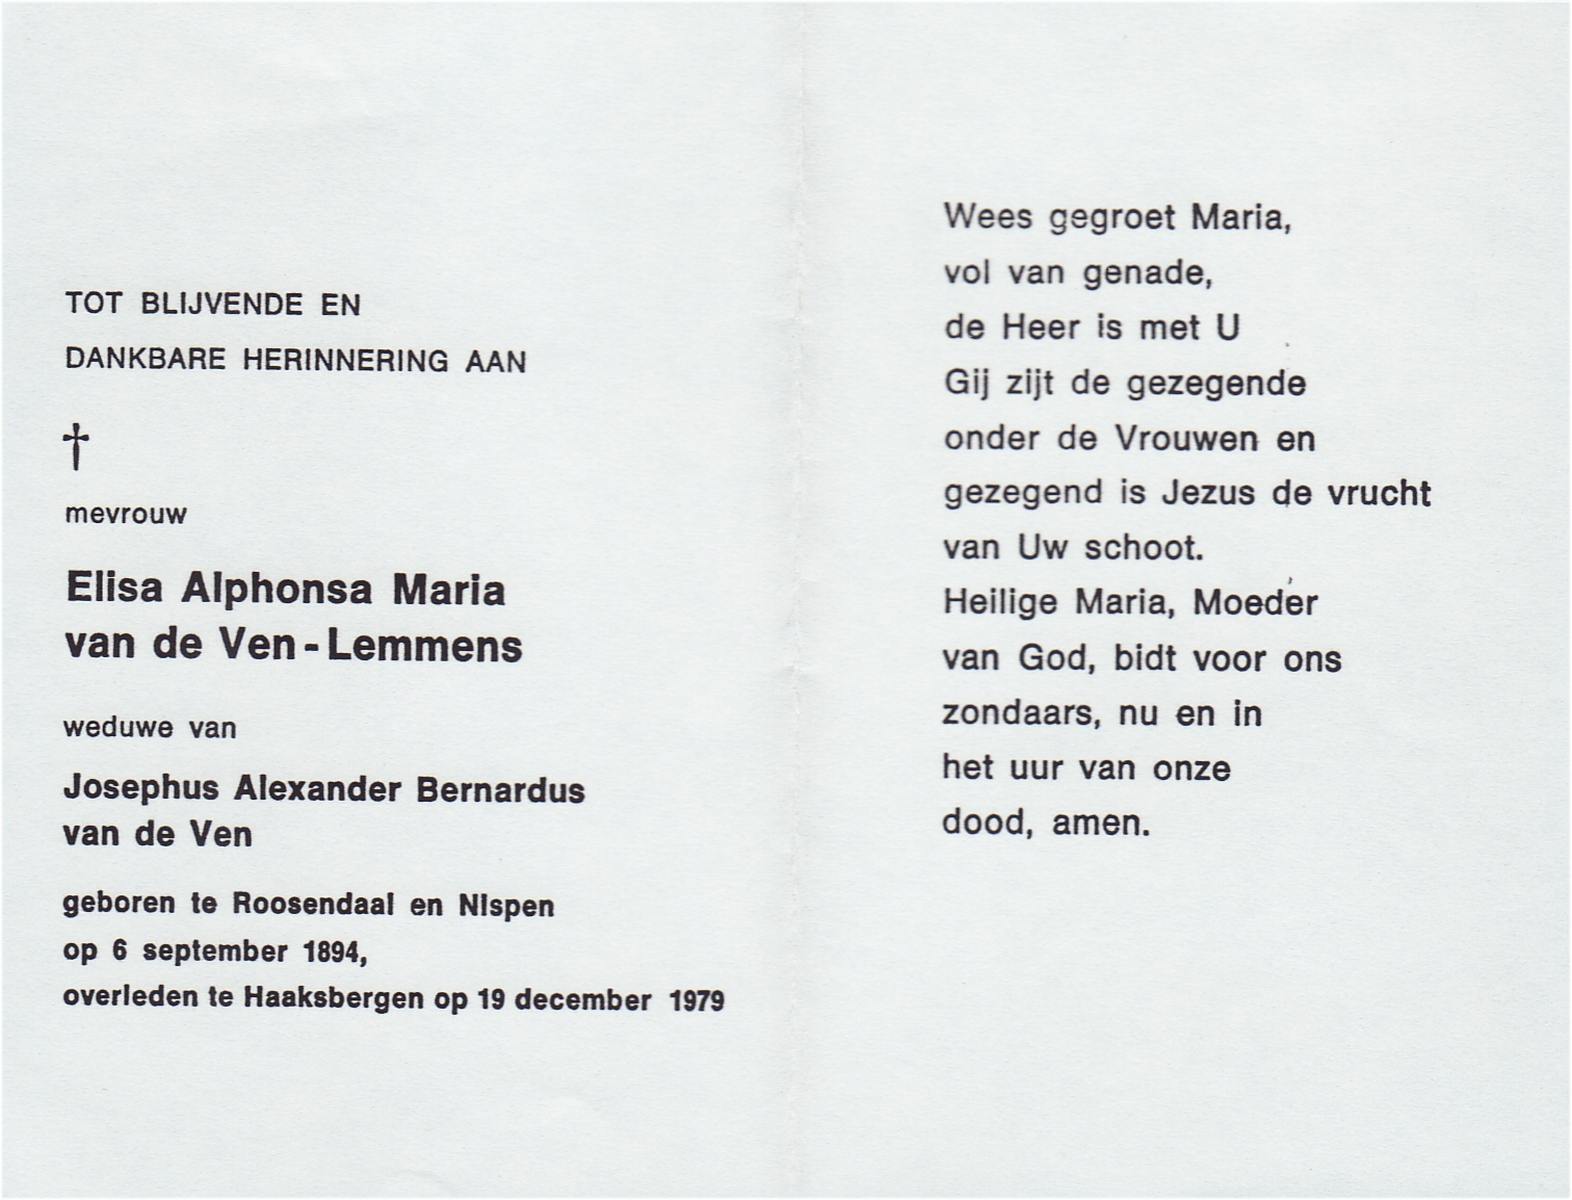 TOT BLIJVENDE EN
DANKBARE HERINNERING AAN
†
mevrouw
Elisa Alphonsa Maria
van de Ven-Lemmens
weduwe van
Josephus Alexander Bernardus
van de Ven
geboren te Roosendaal en Nispen
op 6 september 1894,
overleden te Haaksbergen op 19 december 1979
Wees gegroet Maria,
vol van genade,
de Heer is met U
Gij zijt de gezegende
onder de Vrouwen en
gezegend is Jezus de vrucht
van Uw schoot.
Heilige Maria, Moeder
van God, bidt voor ons
zondaars, nu en in
het uur van onze
dood, amen.